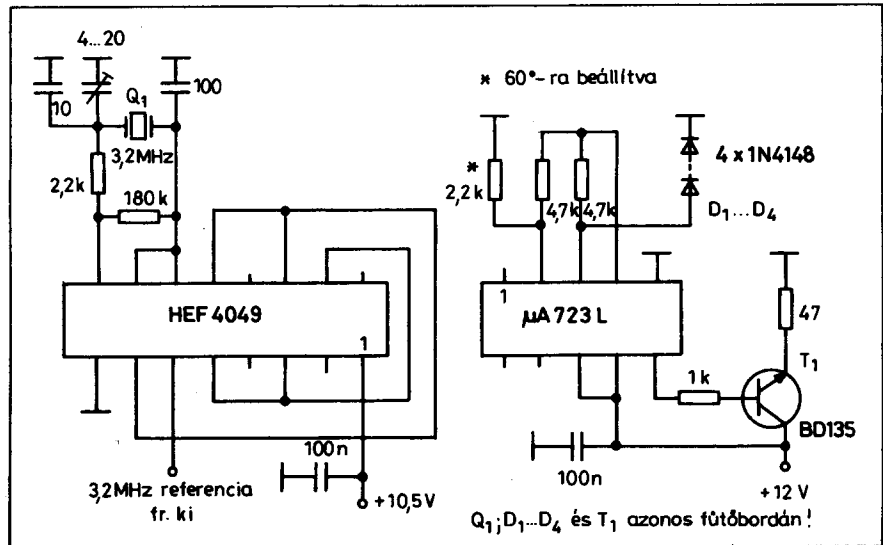 4...20
10
Q1
100
3,2MHz
2,2k
180k
HEF 4049
1
100n
3,2MHz referencia
fr. ki
+10,5V
* 60°-ra beállítva
*
2,2k
4,7k
4,7k
4 x 1N4148
D1...D4
1
µA 723 L
47
1k
T1
BD135
100n
+12 V
Q1;D1...D4 és T1 azonos fűtőbordán!